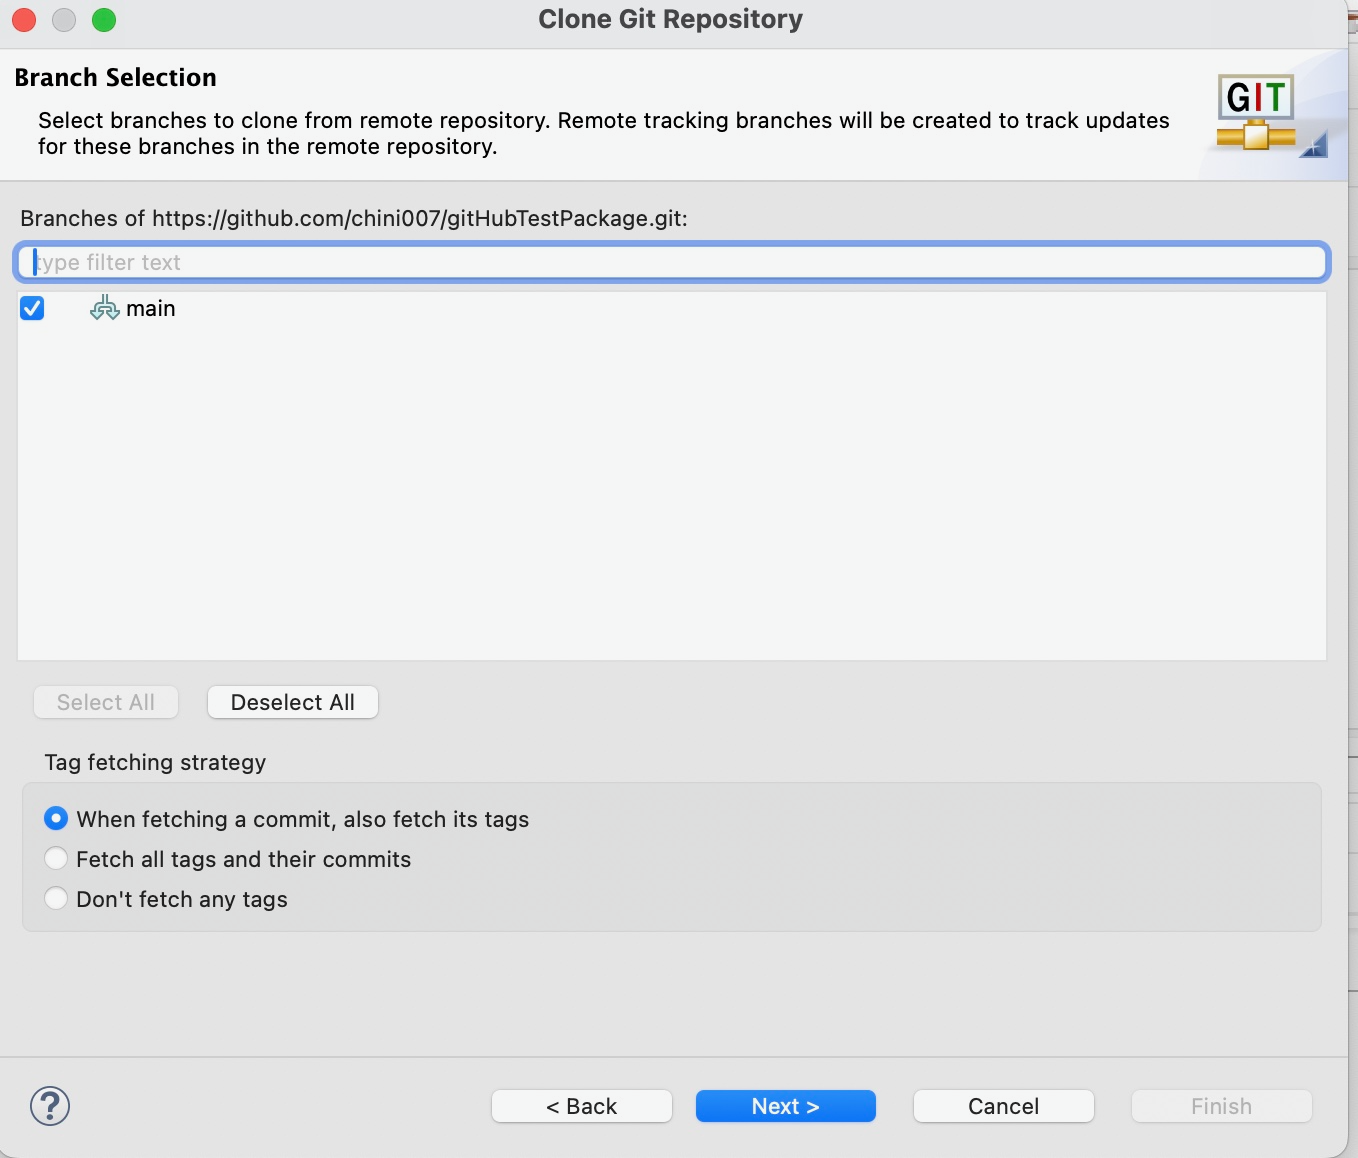 Clone Git Repository
Branch Selection
GIT
Select branches to clone from remote repository. Remote tracking branches will be created to track updates
for these branches in the remote repository.
Branches of https://github.com/chini007/gitHubTestPackage.git:
type filter text
main
Select All
Deselect All
Tag fetching strategy
When fetching a commit, also fetch its tags
Fetch all tags and their commits
Don't fetch any tags
?
< Back
Next >
Cancel
Finish